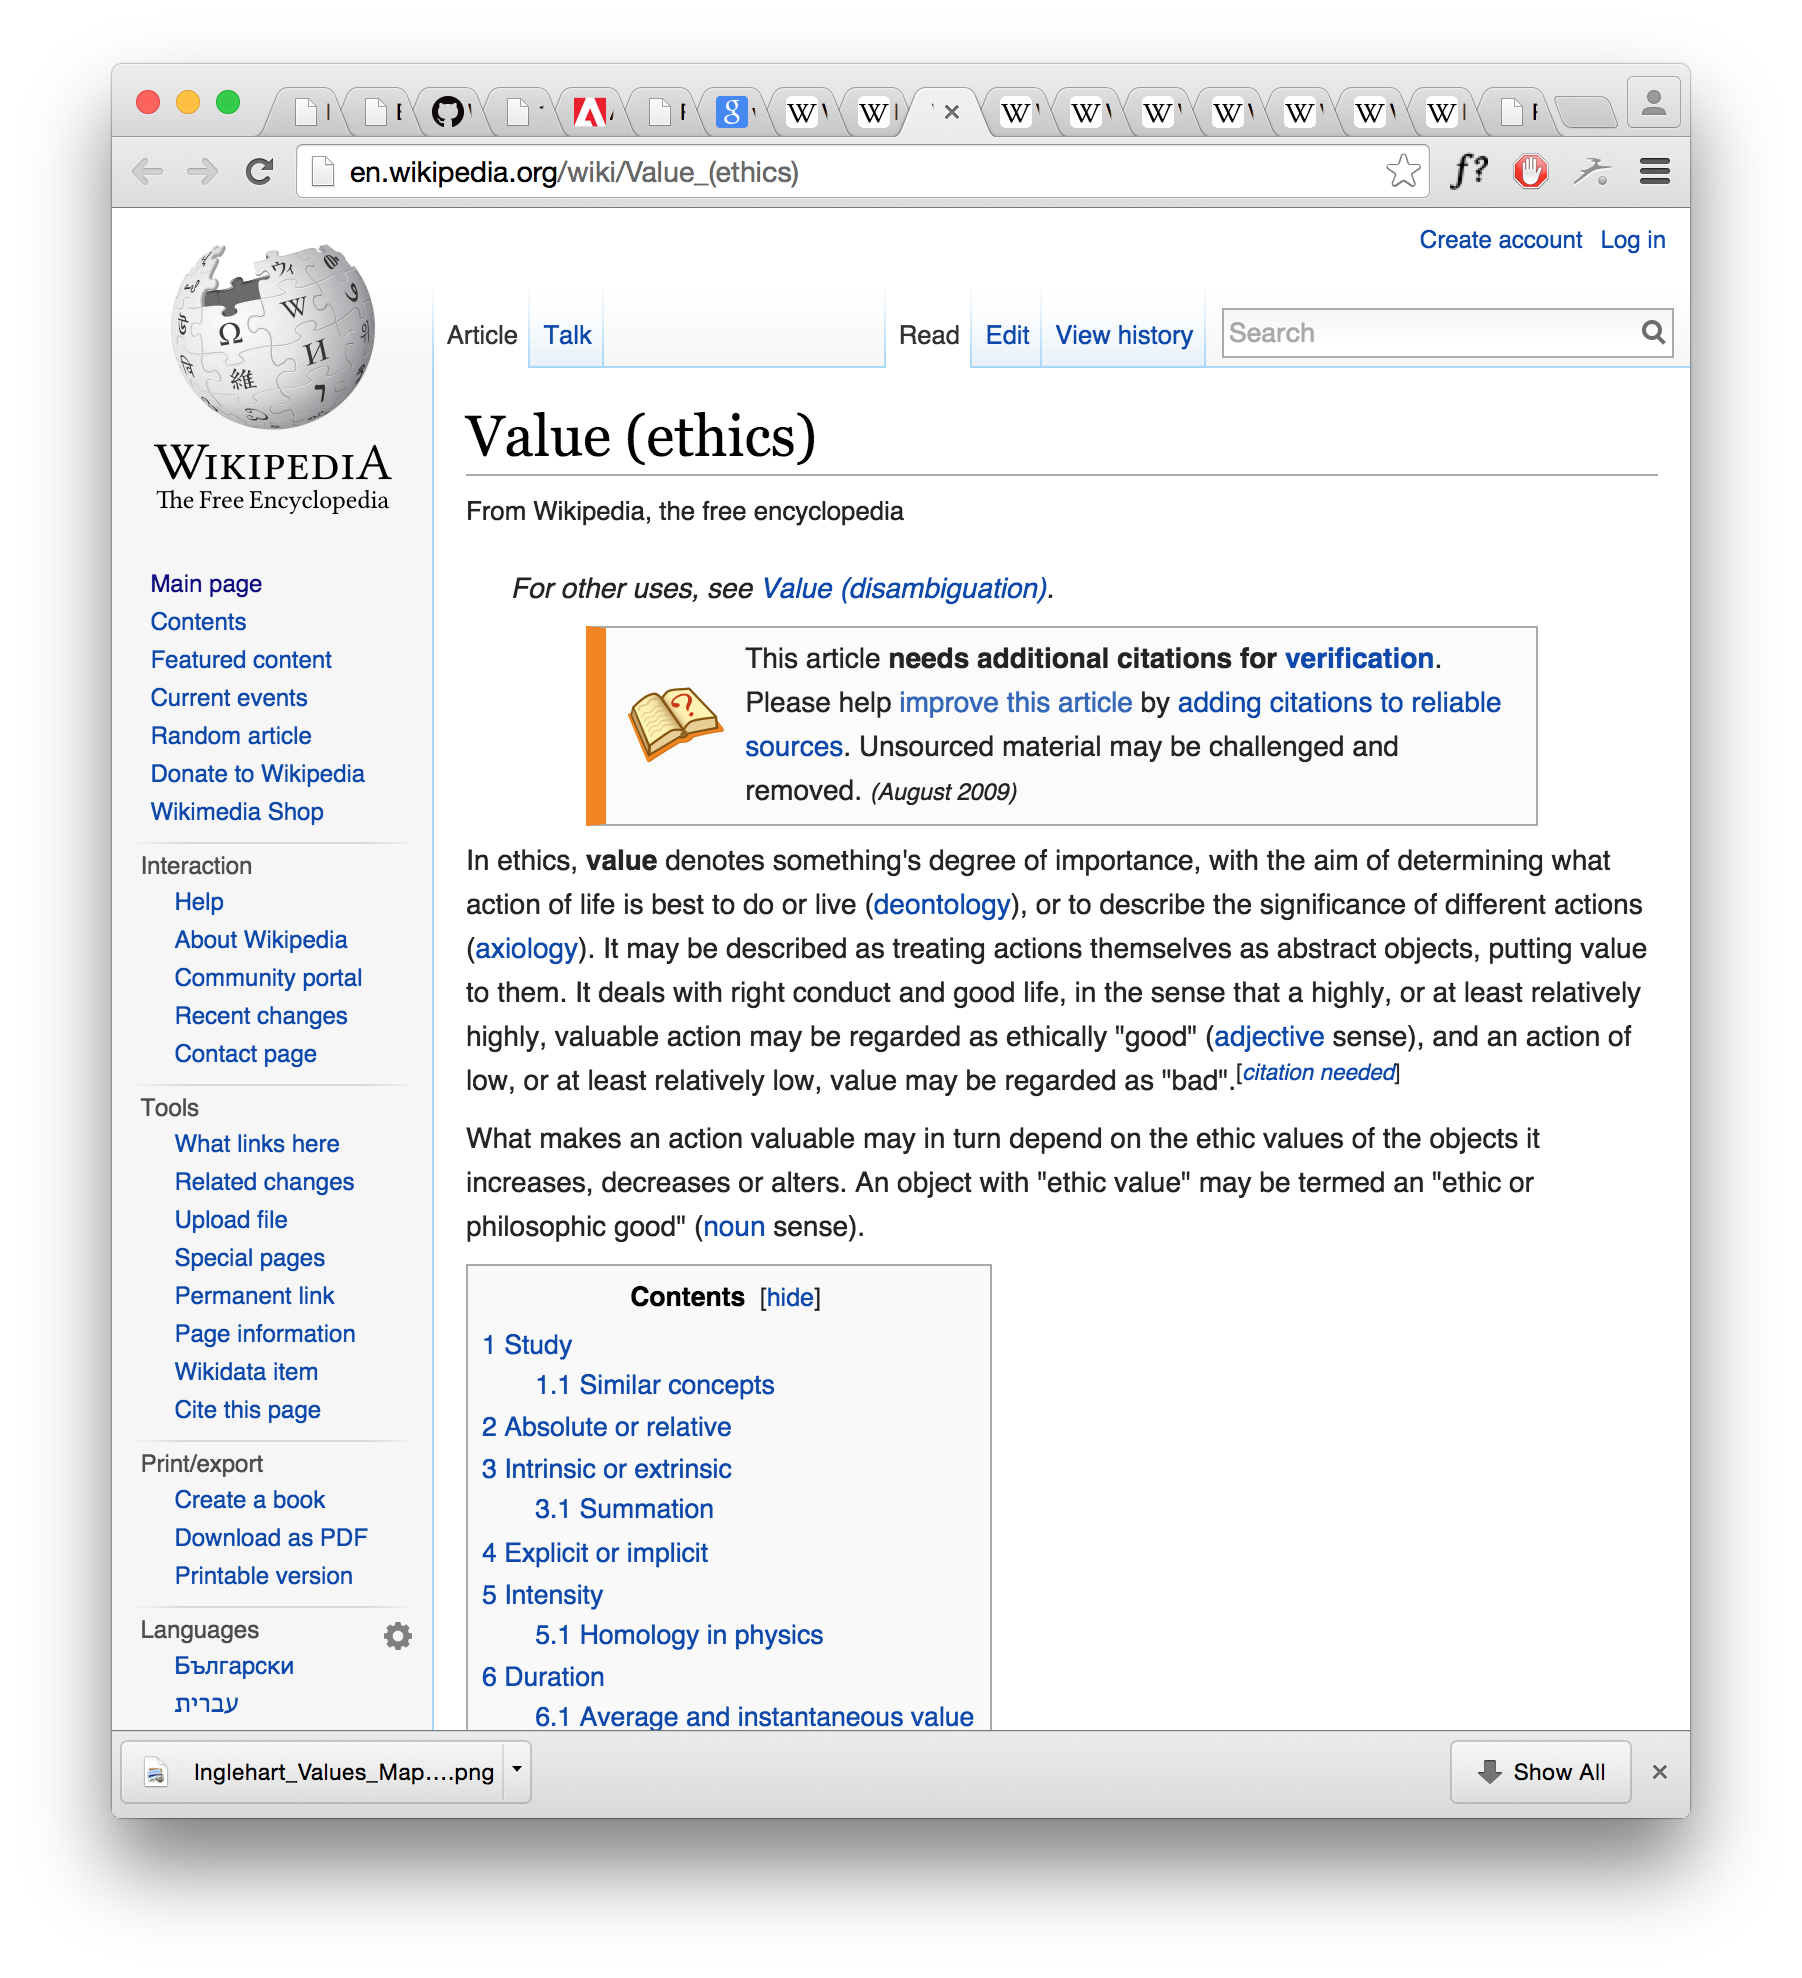 en.wikipedia.org/wiki/Value_(ethics)
f?
Create account Log in
Article Talk Read Edit View history Search
WIKIPEDIA
The Free Encyclopedia
Main page
Contents
Featured content
Current events
Random article
Donate to Wikipedia
Wikimedia Shop
Interaction
Help
About Wikipedia
Community portal
Recent changes
Contact page
Tools
What links here
Related changes
Upload file
Special pages
Permanent link
Page information
Wikidata item
Cite this page
Print/export
Create a book
Download as PDF
Printable version
Languages
Български
עברית
Value (ethics)
From Wikipedia, the free encyclopedia
For other uses, see Value (disambiguation).
This article needs additional citations for verification.
Please help improve this article by adding citations to reliable
sources. Unsourced material may be challenged and
removed. (August 2009)
In ethics, value denotes something's degree of importance, with the aim of determining what
action of life is best to do or live (deontology), or to describe the significance of different actions
(axiology). It may be described as treating actions themselves as abstract objects, putting value
to them. It deals with right conduct and good life, in the sense that a highly, or at least relatively
highly, valuable action may be regarded as ethically "good" (adjective sense), and an action of
low, or at least relatively low, value may be regarded as "bad".[citation needed]
What makes an action valuable may in turn depend on the ethic values of the objects it
increases, decreases or alters. An object with "ethic value" may be termed an "ethic or
philosophic good" (noun sense).
Contents [hide]
1 Study
1.1 Similar concepts
2 Absolute or relative
3 Intrinsic or extrinsic
3.1 Summation
4 Explicit or implicit
5 Intensity
5.1 Homology in physics
6 Duration
6.1 Average and instantaneous value
Inglehart_Values_Map....png
Show All